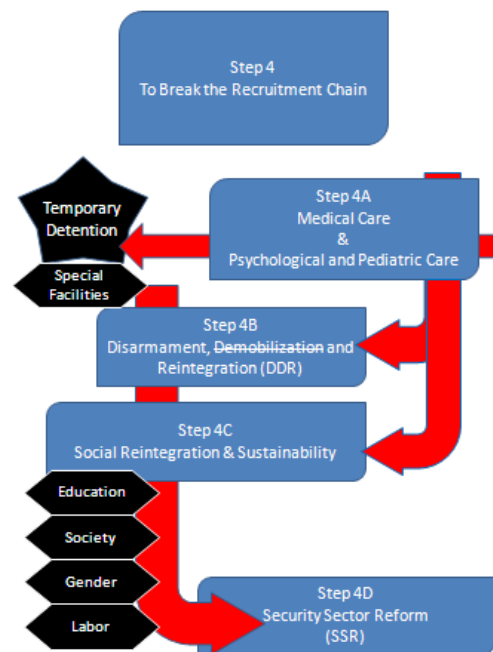 Step 4
To Break the Recruitment Chain
Temporary
Detention
Special
Facilities
Step 4A
Medical Care
&
Psychological and Pediatric Care
Step 4B
Disarmament, Demobilization and
Reintegration (DDR)
Step 4C
Social Reintegration & Sustainability
Education
Society
Gender
Labor
Step 4D
Security Sector Reform
(SSR)